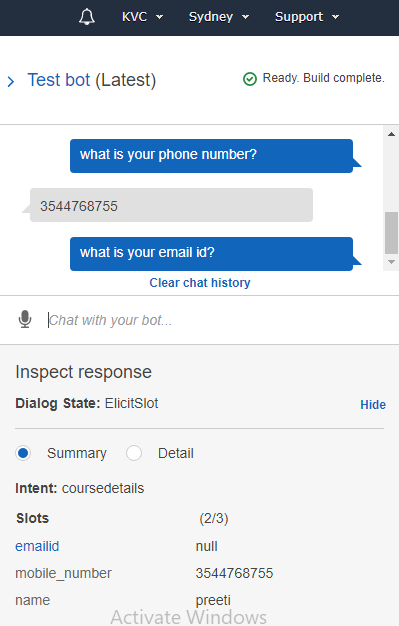 KVC Sydney Support
Test bot (Latest) Ready. Build complete.
what is your phone number?
3544768755
what is your email id?
Clear chat history
Chat with your bot...
Inspect response
Dialog State: ElicitSlot Hide
Summary Detail
Intent: coursedetails
Slots (2/3)
emailid null
mobile_number 3544768755
name preeti
Activate Windows